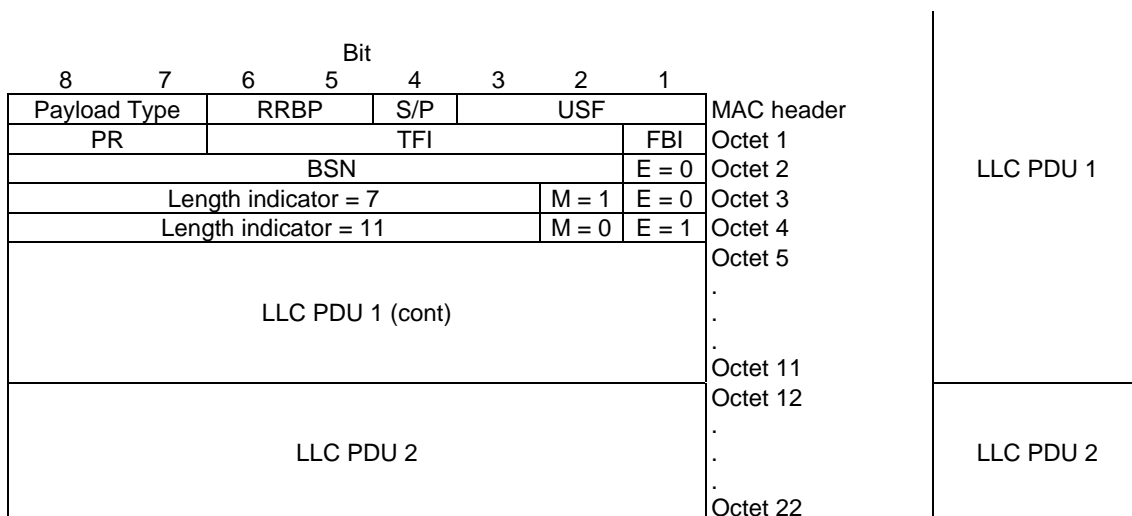 Bit
8 7 6 5 4 3 2 1
Payload Type RRBP S/P USF MAC header
PR TFI FBI Octet 1
BSN E = 0 Octet 2 LLC PDU 1
Length indicator = 7 M = 1 E = 0 Octet 3
Length indicator = 11 M = 0 E = 1 Octet 4
Octet 5
.
LLC PDU 1 (cont) .
.
Octet 11
Octet 12
.
LLC PDU 2 . LLC PDU 2
.
Octet 22